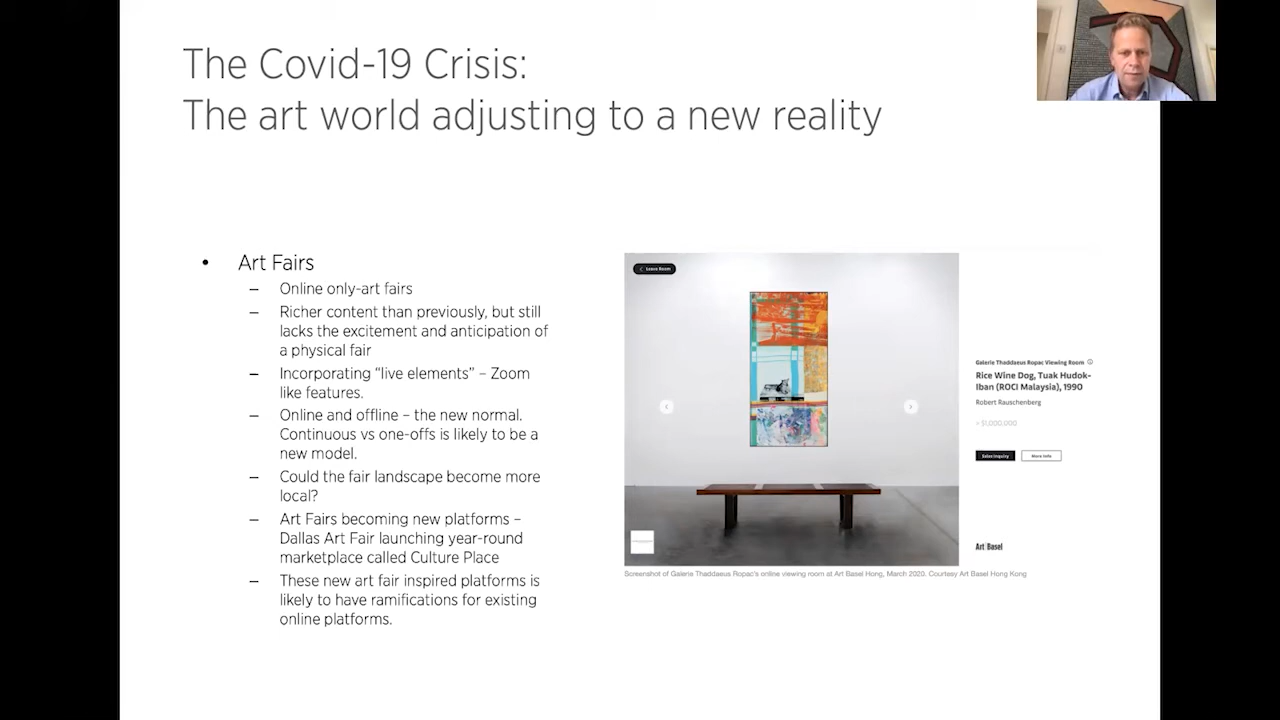 The Covid-19 Crisis:
The art world adjusting to a new reality
• Art Fairs
– Online only-art fairs
– Richer content than previously, but still
lacks the excitement and anticipation of
a physical fair
– Incorporating “live elements” – Zoom
like features.
– Online and offline – the new normal.
Continuous vs one-offs is likely to be a
new model.
– Could the fair landscape become more
local?
– Art Fairs becoming new platforms –
Dallas Art Fair launching year-round
marketplace called Culture Place
– These new art fair inspired platforms is
likely to have ramifications for existing
online platforms.
Leave Room
Galerie Thaddaeus Ropac Viewing Room
Rice Wine Dog, Tuak Hudok-
Iban (ROCI Malaysia), 1990
Robert Rauschenberg
> $1,000,000
Sales Inquiry More Info
Art Basel
Screenshot of Galerie Thaddaeus Ropac's online viewing room at Art Basel Hong, March 2020. Courtesy Art Basel Hong Kong